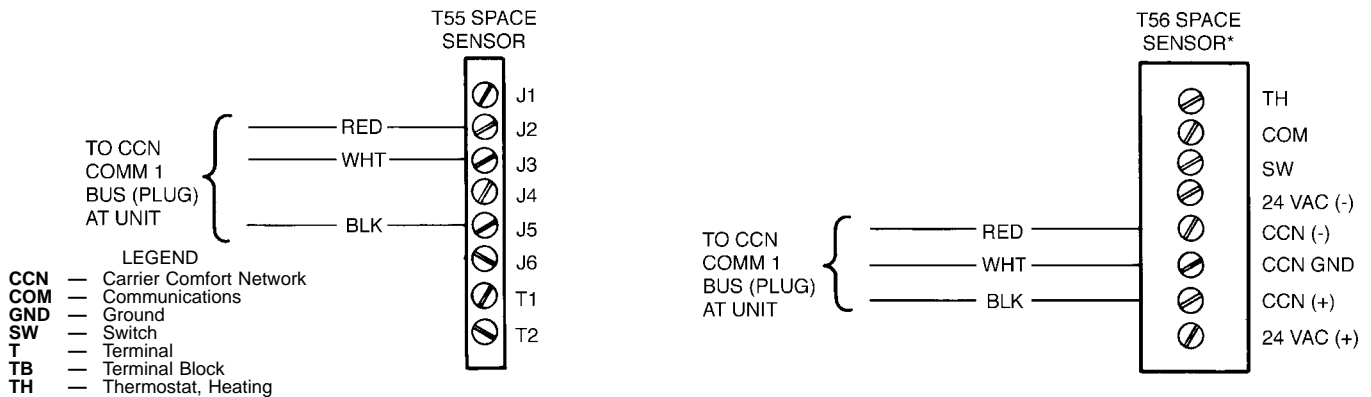 T55 SPACE
SENSOR
J1
J2
J3
J4
J5
J6
T1
T2
RED
WHT
BLK
TO CCN
COMM 1
BUS (PLUG)
AT UNIT
LEGEND
CCN — Carrier Comfort Network
COM — Communications
GND — Ground
SW — Switch
T — Terminal
TB — Terminal Block
TH — Thermostat, Heating
T56 SPACE
SENSOR*
TH
COM
SW
24 VAC (-)
CCN (-)
CCN GND
CCN (+)
24 VAC (+)
RED
WHT
BLK
TO CCN
COMM 1
BUS (PLUG)
AT UNIT